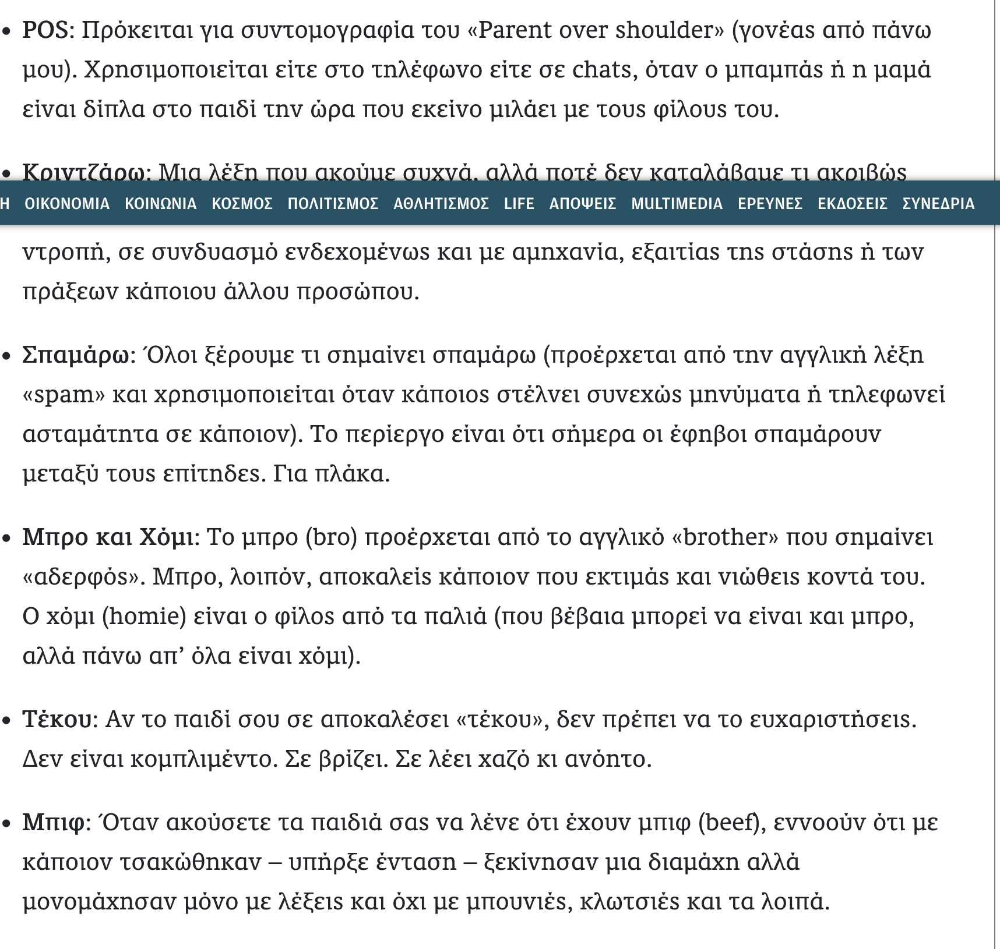 • POS: Πρόκειται για συντομογραφία του «Parent over shoulder» (γονέας από πάνω
μου). Χρησιμοποιείται είτε στο τηλέφωνο είτε σε chats, όταν ο μπαμπάς ή η μαμά
είναι δίπλα στο παιδί την ώρα που εκείνο μιλάει με τους φίλους του.
• Κριντζάρω: Μια λέξη που ακούμε συχνά, αλλά ποτέ δεν καταλάβαμε τι ακριβώς
Η ΟΙΚΟΝΟΜΙΑ ΚΟΙΝΩΝΙΑ ΚΟΣΜΟΣ ΠΟΛΙΤΙΣΜΟΣ ΑΘΛΗΤΙΣΜΟΣ LIFE ΑΠΟΨΕΙΣ MULTIMEDIA ΕΡΕΥΝΕΣ ΕΚΔΟΣΕΙΣ ΣΥΝΕΔΡΙΑ
ντροπή, σε συνδυασμό ενδεχομένως και με αμηχανία, εξαιτίας της στάσης ή των
πράξεων κάποιου άλλου προσώπου.
• Σπαμάρω: Όλοι ξέρουμε τι σημαίνει σπαμάρω (προέρχεται από την αγγλική λέξη
«spam» και χρησιμοποιείται όταν κάποιος στέλνει συνεχώς μηνύματα ή τηλεφωνεί
ασταμάτητα σε κάποιον). Το περίεργο είναι ότι σήμερα οι έφηβοι σπαμάρουν
μεταξύ τους επίτηδες. Για πλάκα.
• Μπρο και Χόμι: Το μπρο (bro) προέρχεται από το αγγλικό «brother» που σημαίνει
«αδερφός». Μπρο, λοιπόν, αποκαλείς κάποιον που εκτιμάς και νιώθεις κοντά του.
Ο χόμι (homie) είναι ο φίλος από τα παλιά (που βέβαια μπορεί να είναι και μπρο,
αλλά πάνω απ’ όλα είναι χόμι).
• Τέκου: Αν το παιδί σου σε αποκαλέσει «τέκου», δεν πρέπει να το ευχαριστήσεις.
Δεν είναι κομπλιμέντο. Σε βρίζει. Σε λέει χαζό κι ανόητο.
• Μπιφ: Όταν ακούσετε τα παιδιά σας να λένε ότι έχουν μπιφ (beef), εννοούν ότι με
κάποιον τσακώθηκαν – υπήρξε ένταση – ξεκίνησαν μια διαμάχη αλλά
μονομάχησαν μόνο με λέξεις και όχι με μπουνιές, κλωτσιές και τα λοιπά.